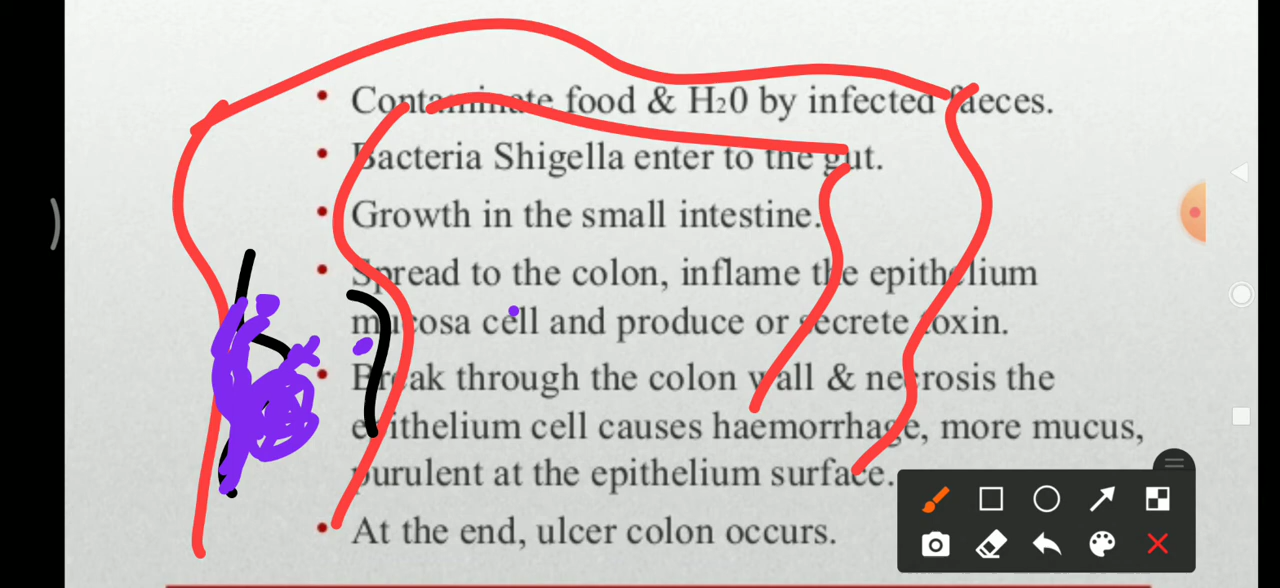 Contaminate food & H₂0 by infected faeces.
Bacteria Shigella enter to the gut.
Growth in the small intestine.
Spread to the colon, inflame the epithelium
mucosa cell and produce or secrete toxin.
Break through the colon wall & necrosis the
epithelium cell causes haemorrhage, more mucus,
purulent at the epithelium surface.
At the end, ulcer colon occurs.